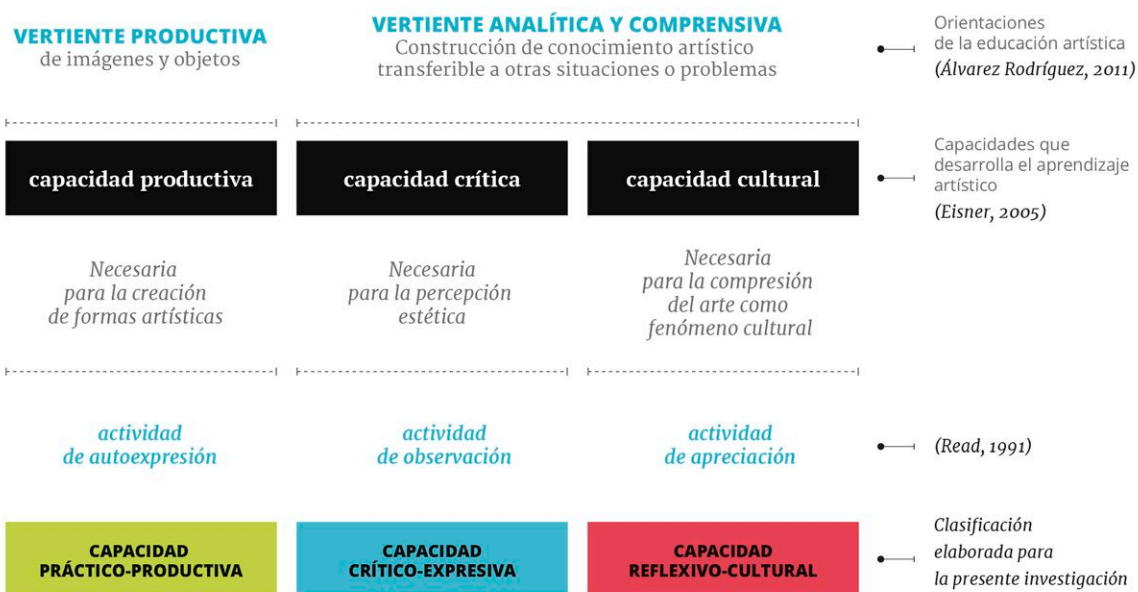 VERTIENTE PRODUCTIVA
de imágenes y objetos
VERTIENTE ANALÍTICA Y COMPRENSIVA
Construcción de conocimiento artístico
transferible a otras situaciones o problemas
Orientaciones
de la educación artística
(Álvarez Rodríguez, 2011)
capacidad productiva
capacidad crítica
capacidad cultural
Capacidades que
desarrolla el aprendizaje
artístico
(Eisner, 2005)
Necesaria
para la creación
de formas artísticas
Necesaria
para la percepción
estética
Necesaria
para la compresión
del arte como
fenómeno cultural
actividad
de autoexpresión
actividad
de observación
actividad
de apreciación
(Read, 1991)
CAPACIDAD
PRÁCTICO-PRODUCTIVA
CAPACIDAD
CRÍTICO-EXPRESIVA
CAPACIDAD
REFLEXIVO-CULTURAL
Clasificación
elaborada para
la presente investigación